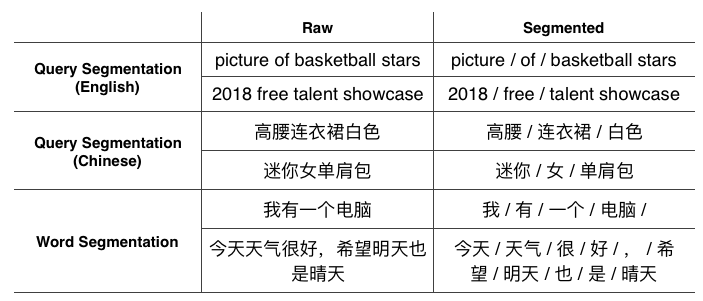 Raw
Segmented
Query Segmentation
(English)
picture of basketball stars
picture / of / basketball stars
2018 free talent showcase
2018 / free / talent showcase
Query Segmentation
(Chinese)
高腰连衣裙白色
高腰 / 连衣裙 / 白色
迷你女单肩包
迷你 / 女 / 单肩包
Word Segmentation
我有一个电脑
我 / 有 / 一个 / 电脑 /
今天天气很好，希望明天也
是晴天
今天 / 天气 / 很 / 好 / ， / 希
望 / 明天 / 也 / 是 / 晴天